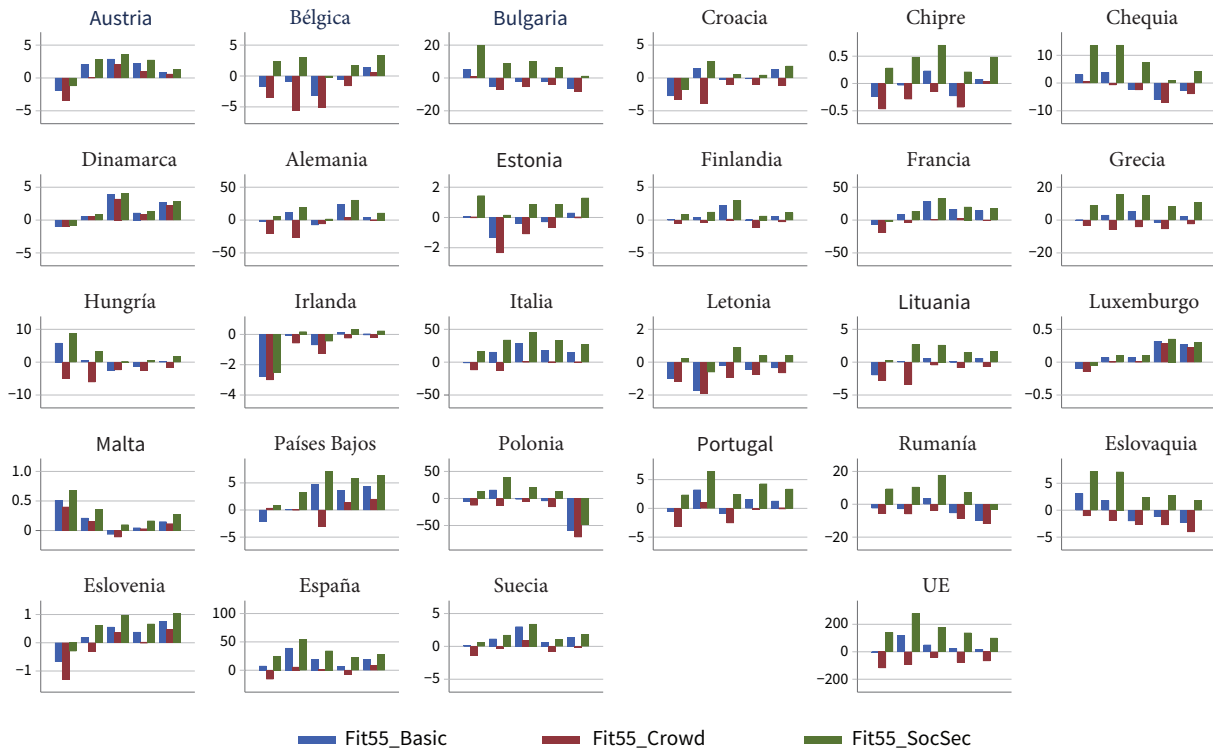 Austria Bélgica Bulgaria Croacia Chipre Chequia
5 0 −5
5 0 −5
20 0 −20
5 0 −5
0.5 0 −0.5
10 0 −10
Dinamarca Alemania Estonia Finlandia Francia Grecia
5 0 −5
50 0 −50
2 0 −2
5 0 −5
50 0 −50
20 0 −20
Hungría Irlanda Italia Letonia Lituania Luxemburgo
10 0 −10
0 −2 −4
50 0 −50
2 0 −2
5 0 −5
0.5 0 −0.5
Malta Países Bajos Polonia Portugal Rumanía Eslovaquia
1.0 0.5 0
5 0 −5
50 0 −50
5 0 −5
20 0 −20
5 0 −5
Eslovenia España Suecia UE
1 0 −1
100 50 0
5 0 −5
200 0 −200
Fit55_Basic Fit55_Crowd Fit55_SocSec